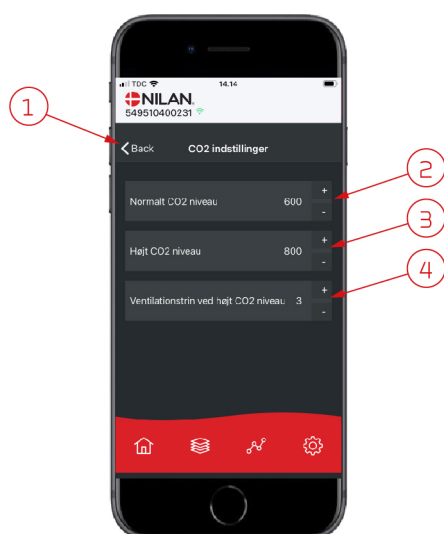 TDC 14.14
NILAN
549510400231
1
Back CO2 indstillinger
Normalt CO2 niveau 600 + -
2
Højt CO2 niveau 800 + -
3
Ventilationstrin ved højt CO2 niveau 3 + -
4